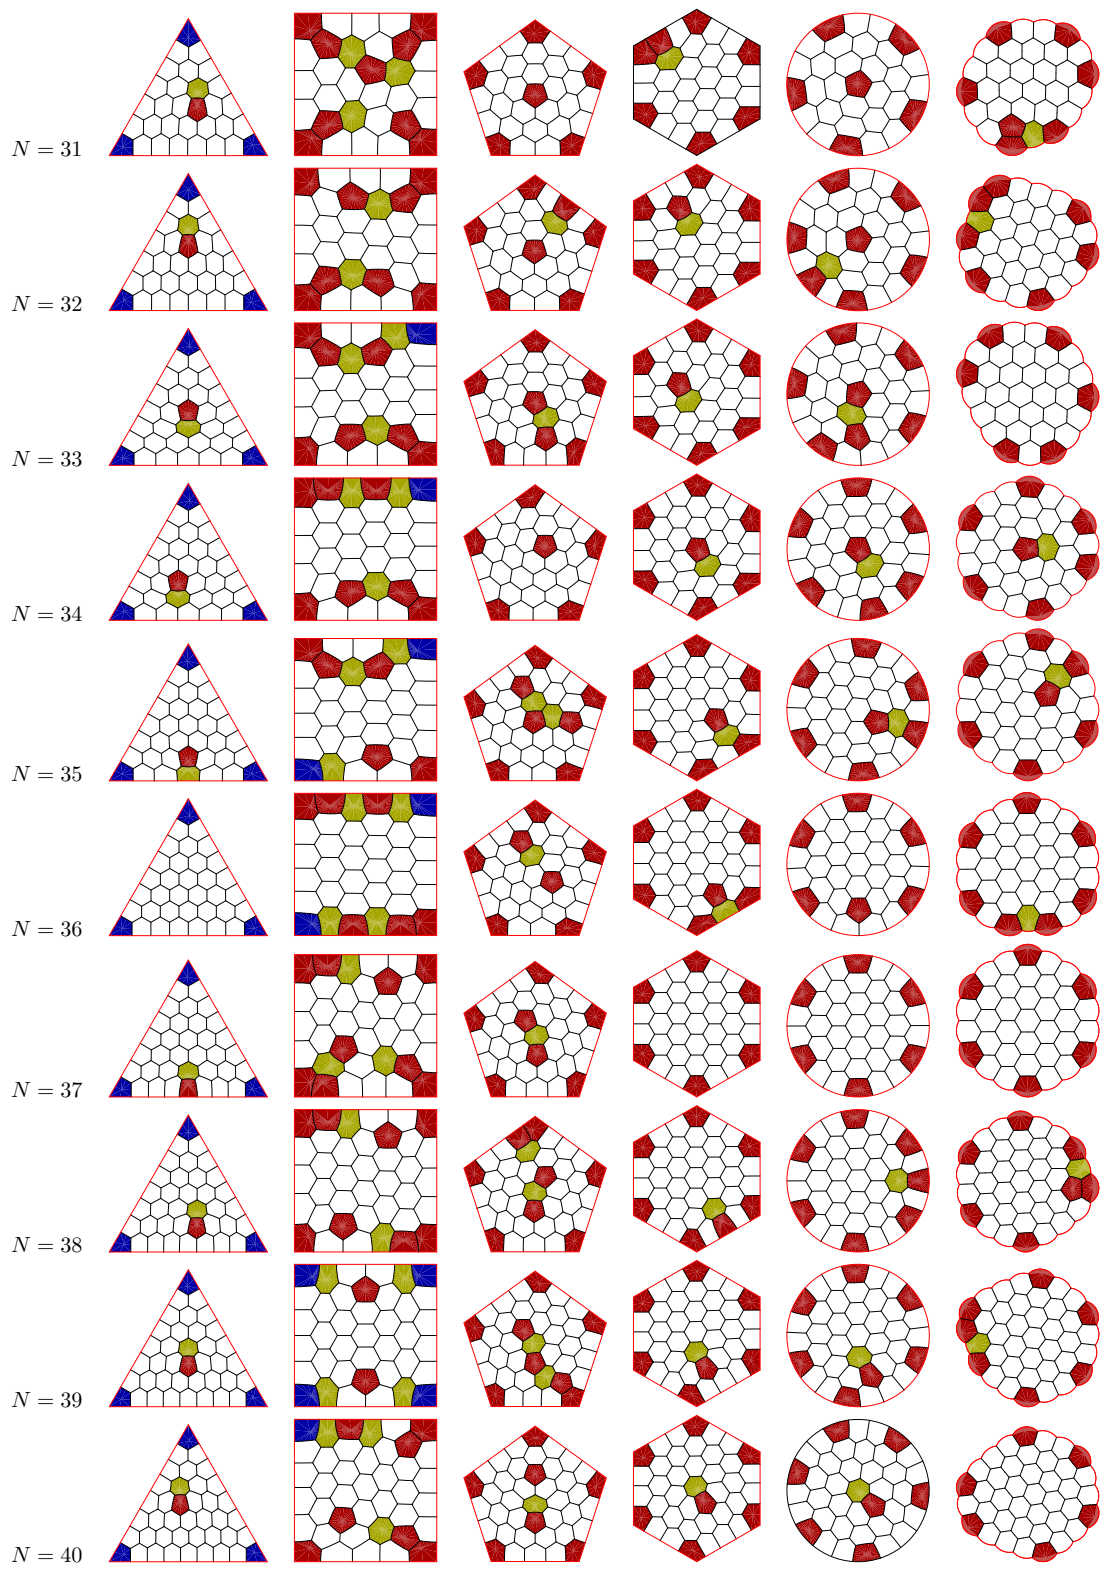 N = 31
N = 32
N = 33
N = 34
N = 35
N = 36
N = 37
N = 38
N = 39
N = 40